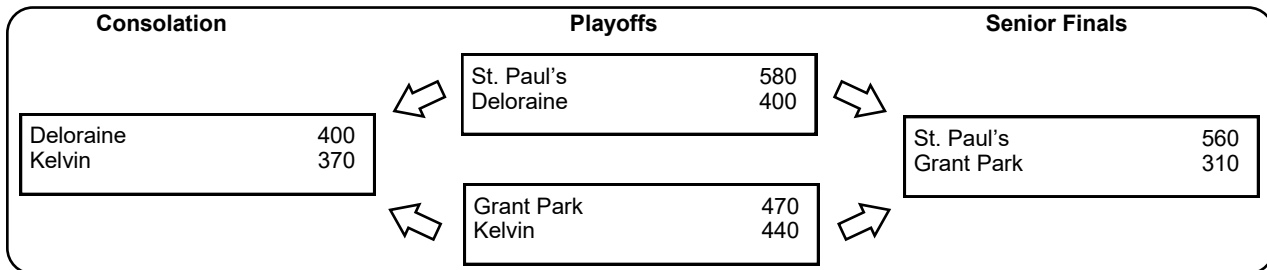 Consolation
Playoffs
Senior Finals
St. Paul's 580
Deloraine 400
Deloraine 400
Kelvin 370
St. Paul's 560
Grant Park 310
Grant Park 470
Kelvin 440